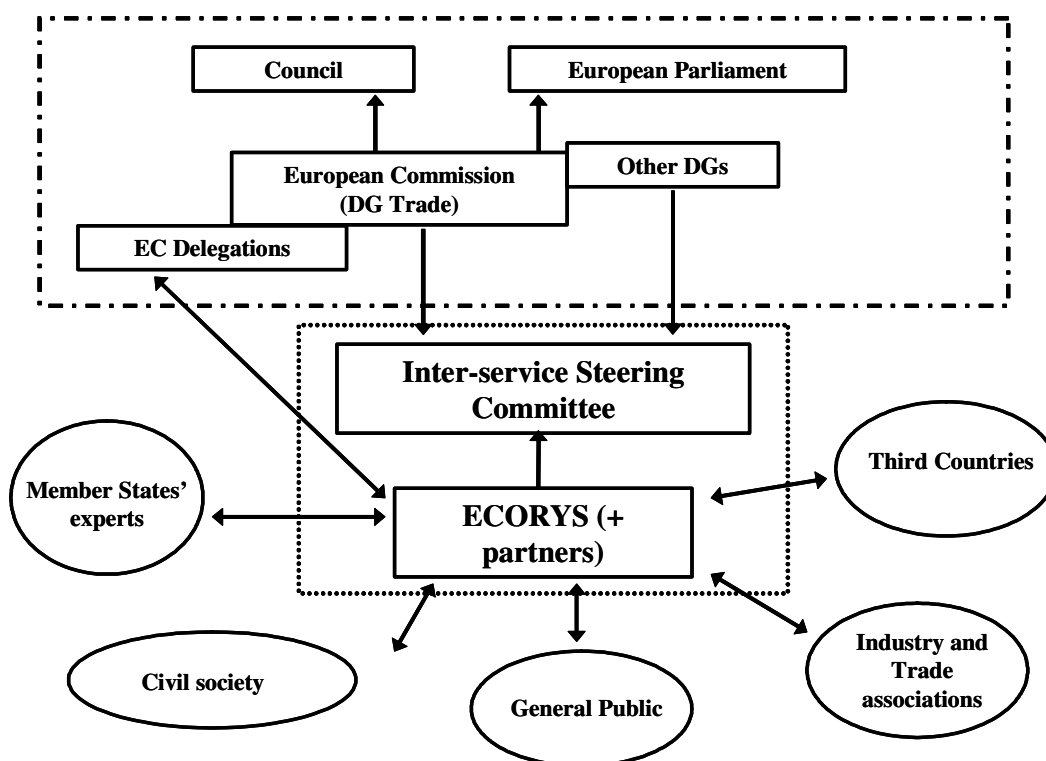 Council
European Parliament
European Commission
(DG Trade)
Other DGs
EC Delegations
Inter-service Steering
Committee
Third Countries
Member States’
experts
ECORYS (+
partners)
Industry and
Trade
associations
Civil society
General Public